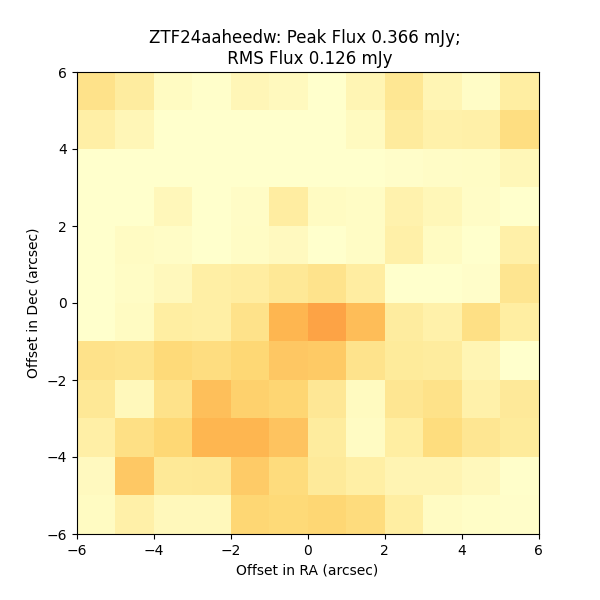 ZTF24aaheedw: Peak Flux 0.366 mJy;
RMS Flux 0.126 mJy
6
4
2
0
−2
−4
−6
Offset in Dec (arcsec)
−6 −4 −2 0 2 4 6
Offset in RA (arcsec)